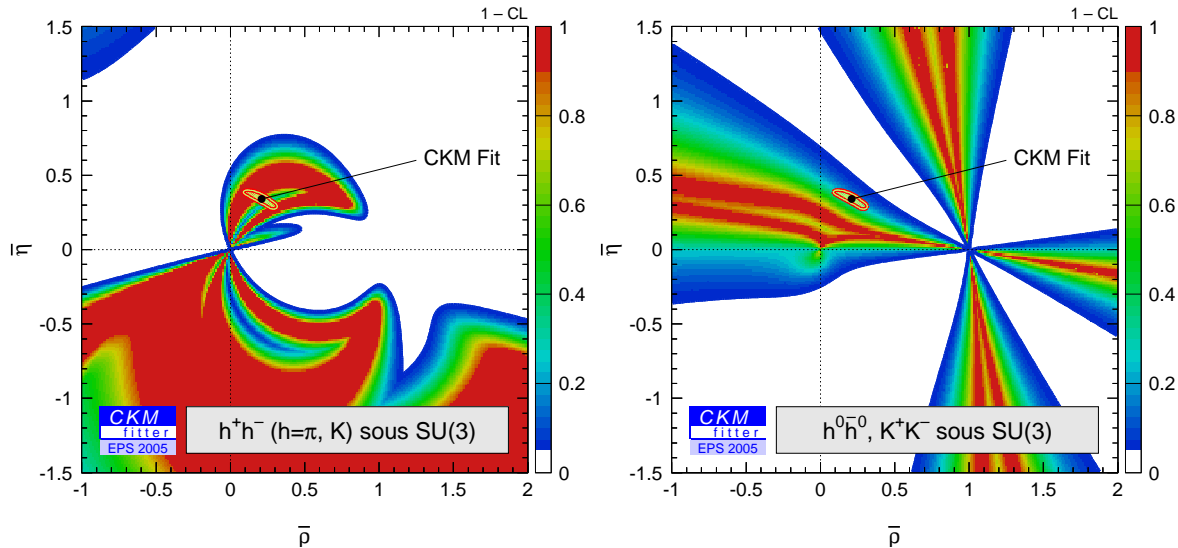 1 – CL
1.5
1
0.5
0
-0.5
-1
-1.5
η̅
-1
-0.5
0
0.5
1
1.5
2
ρ̅
CKM Fit
CKM
fitter
EPS 2005
h⁺h⁻ (h=π, K) sous SU(3)
1
0.8
0.6
0.4
0.2
0
1 – CL
1.5
1
0.5
0
-0.5
-1
-1.5
η̅
-1
-0.5
0
0.5
1
1.5
2
ρ̅
CKM Fit
CKM
fitter
EPS 2005
h⁰h̅⁰, K⁺K⁻ sous SU(3)
1
0.8
0.6
0.4
0.2
0